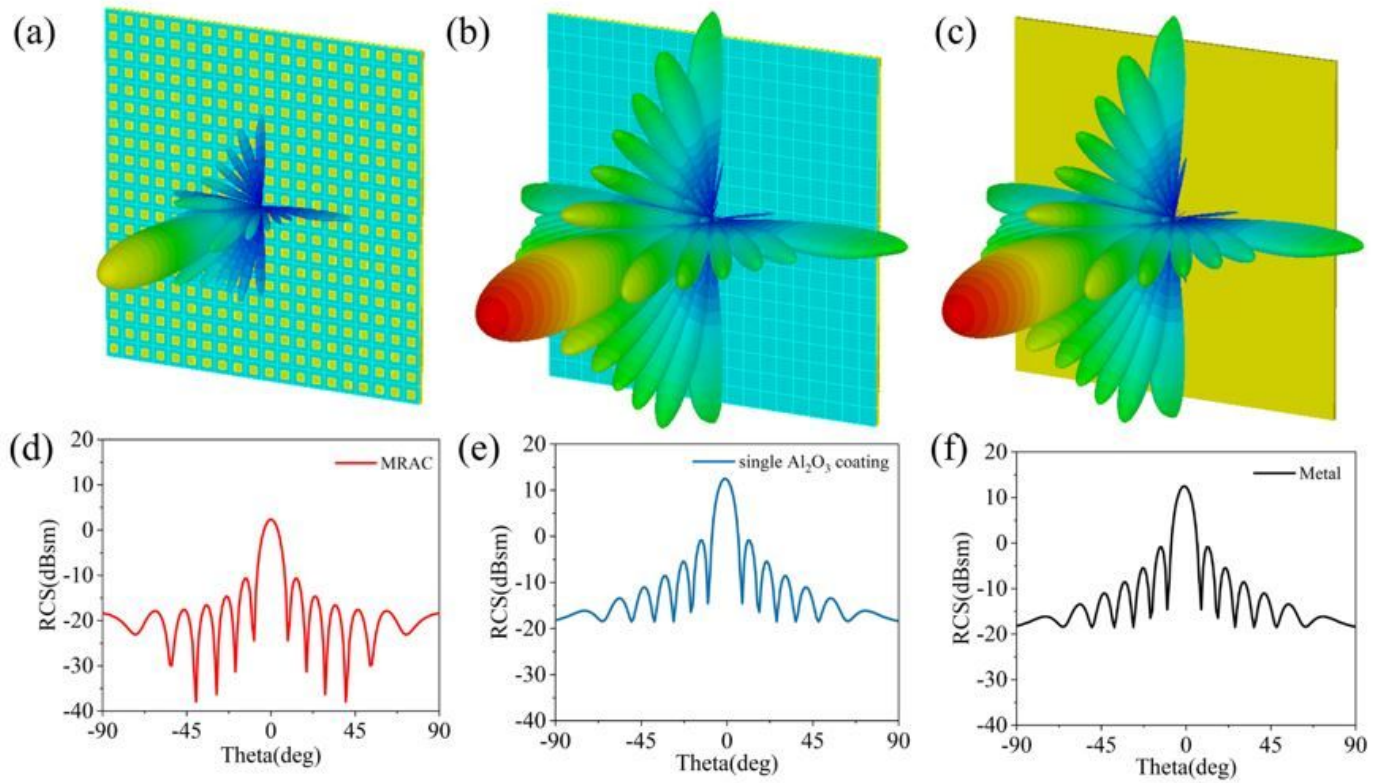 (a)
(b)
(c)
(d)
20
10
0
-10
-20
-30
-40
RCS(dBsm)
MRAC
-90
-45
0
45
90
Theta(deg)
(e)
20
10
0
-10
-20
-30
-40
RCS(dBsm)
single Al₂O₃ coating
-90
-45
0
45
90
Theta(deg)
(f)
20
10
0
-10
-20
-30
-40
RCS(dBsm)
Metal
-90
-45
0
45
90
Theta(deg)